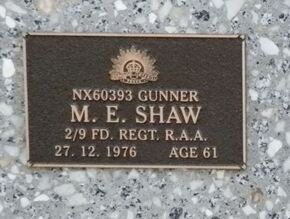 NX60393 GUNNER
M. E. SHAW
2/9 FD. REGT. R.A.A.
27. 12. 1976 AGE 61